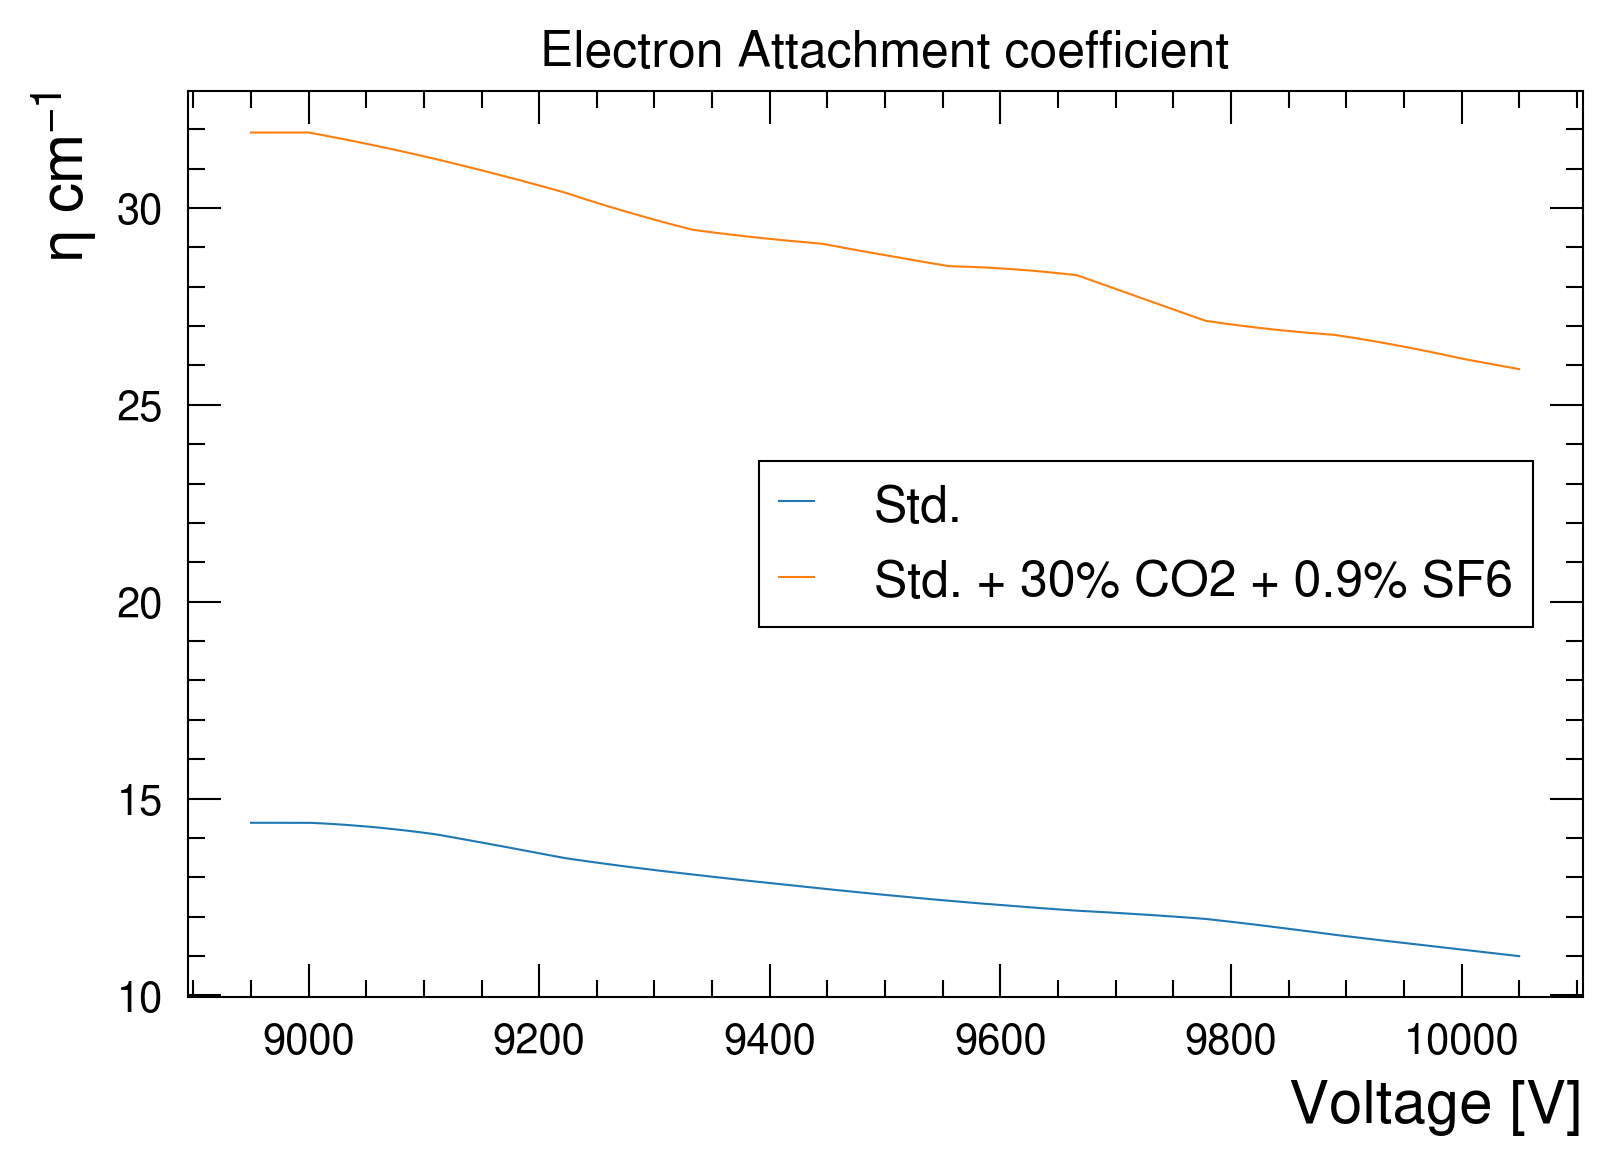 Electron Attachment coefficient
η cm⁻¹
30
25
20
15
10
Std.
Std. + 30% CO2 + 0.9% SF6
9000 9200 9400 9600 9800 10000
Voltage [V]